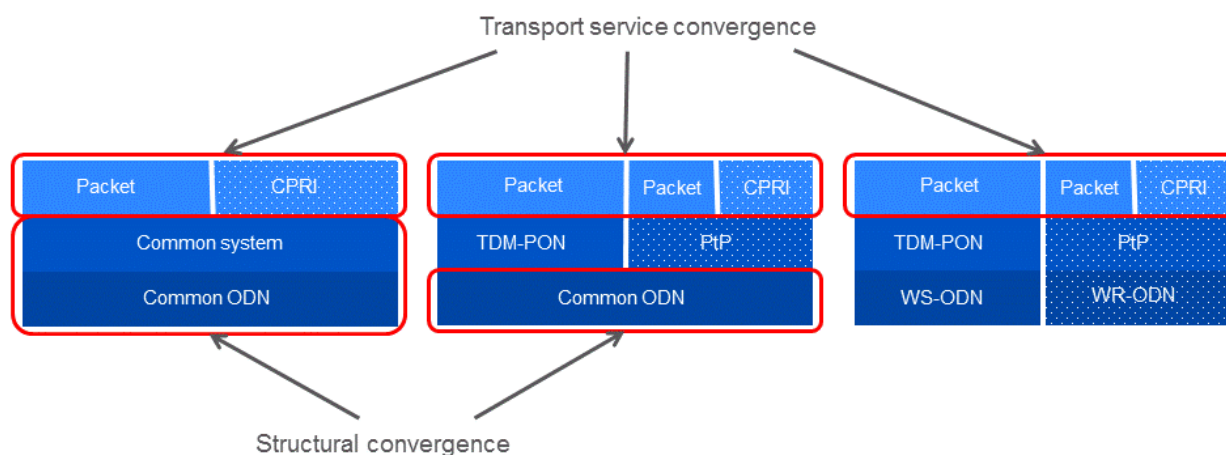 Transport service convergence
Packet CPRI Packet Packet CPRI Packet Packet CPRI
Common system TDM-PON PtP TDM-PON PtP
Common ODN Common ODN WS-ODN WR-ODN
Structural convergence